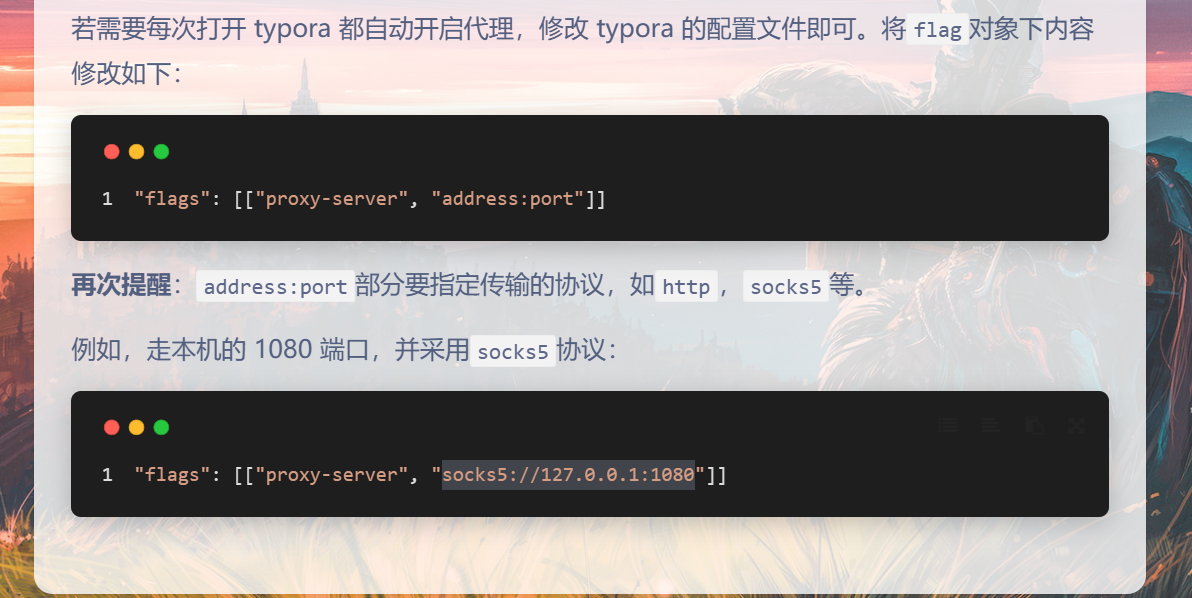 若需要每次打开 typora 都自动开启代理，修改 typora 的配置文件即可。将 flag 对象下内容
修改如下：
1 "flags": [["proxy-server", "address:port"]]
再次提醒：address:port 部分要指定传输的协议，如 http ，socks5 等。
例如，走本机的 1080 端口，并采用 socks5 协议：
1 "flags": [["proxy-server", "socks5://127.0.0.1:1080"]]